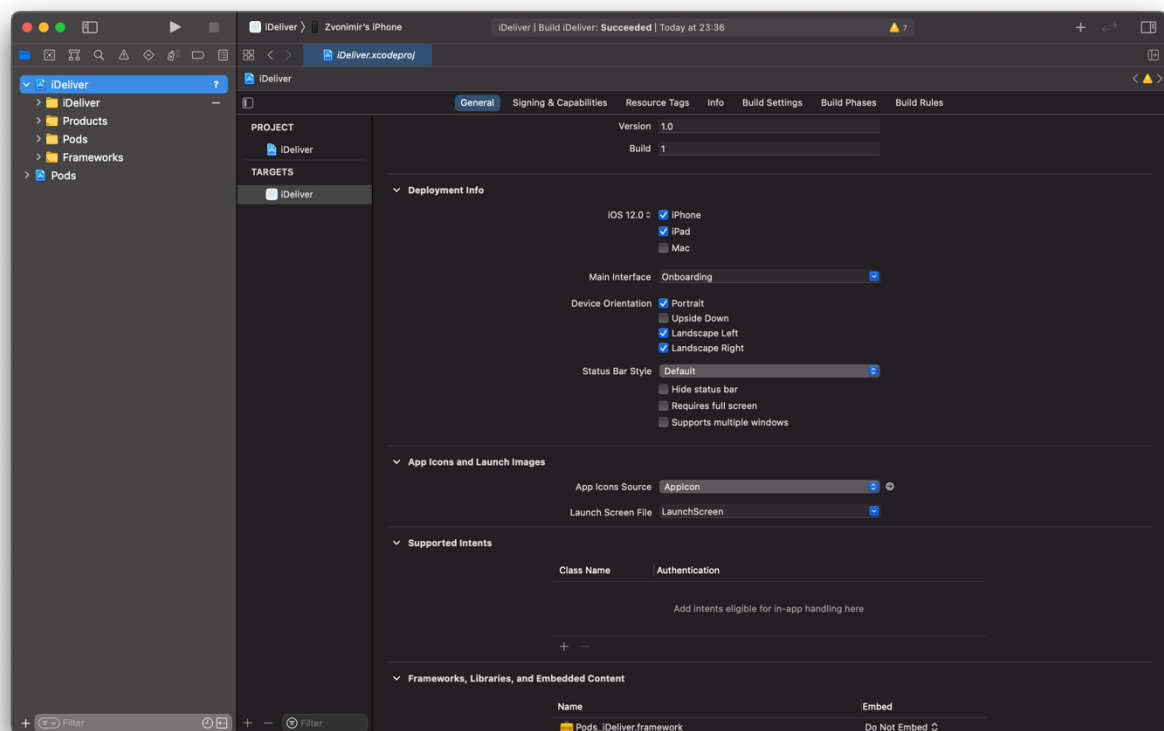 iDeliver 〉 Zvonimir's iPhone
iDeliver | Build iDeliver: Succeeded | Today at 23:36
7
iDeliver.xcodeproj
iDeliver ?
iDeliver
Products
Pods
Frameworks
Pods
Filter
iDeliver
General Signing & Capabilities Resource Tags Info Build Settings Build Phases Build Rules
PROJECT
iDeliver
TARGETS
iDeliver
Filter
Version 1.0
Build 1
Deployment Info
iOS 12.0 iPhone
iPad
Mac
Main Interface Onboarding
Device Orientation Portrait
Upside Down
Landscape Left
Landscape Right
Status Bar Style Default
Hide status bar
Requires full screen
Supports multiple windows
App Icons and Launch Images
App Icons Source AppIcon
Launch Screen File LaunchScreen
Supported Intents
Class Name Authentication
Add intents eligible for in-app handling here
Frameworks, Libraries, and Embedded Content
Name Embed
Pods_iDeliver.framework Do Not Embed